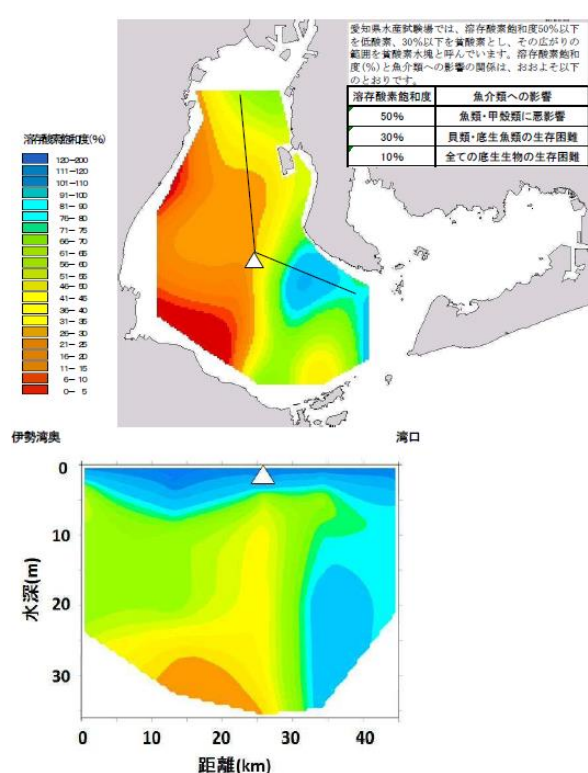 愛知県水産試験場では、溶存酸素飽和度50%以下
を低酸素、30%以下を貧酸素とし、その広がりの
範囲を貧酸素水塊と呼んでいます。溶存酸素飽和
度(%)と魚介類への影響の関係は、おおよそ以下
のとおりです。
溶存酸素飽和度 魚介類への影響
50% 魚類・甲殻類に悪影響
30% 貝類・底生魚類の生存困難
10% 全ての底生生物の生存困難
溶存酸素飽和度(%)
120-200
111-120
101-110
91-100
81-90
76-80
71-75
66-70
61-65
56-60
51-55
46-50
41-45
36-40
31-35
26-30
21-25
16-20
11-15
6-10
0-5
伊勢湾奥 湾口
0
10
20
30
水深(m)
0 10 20 30 40
距離(km)